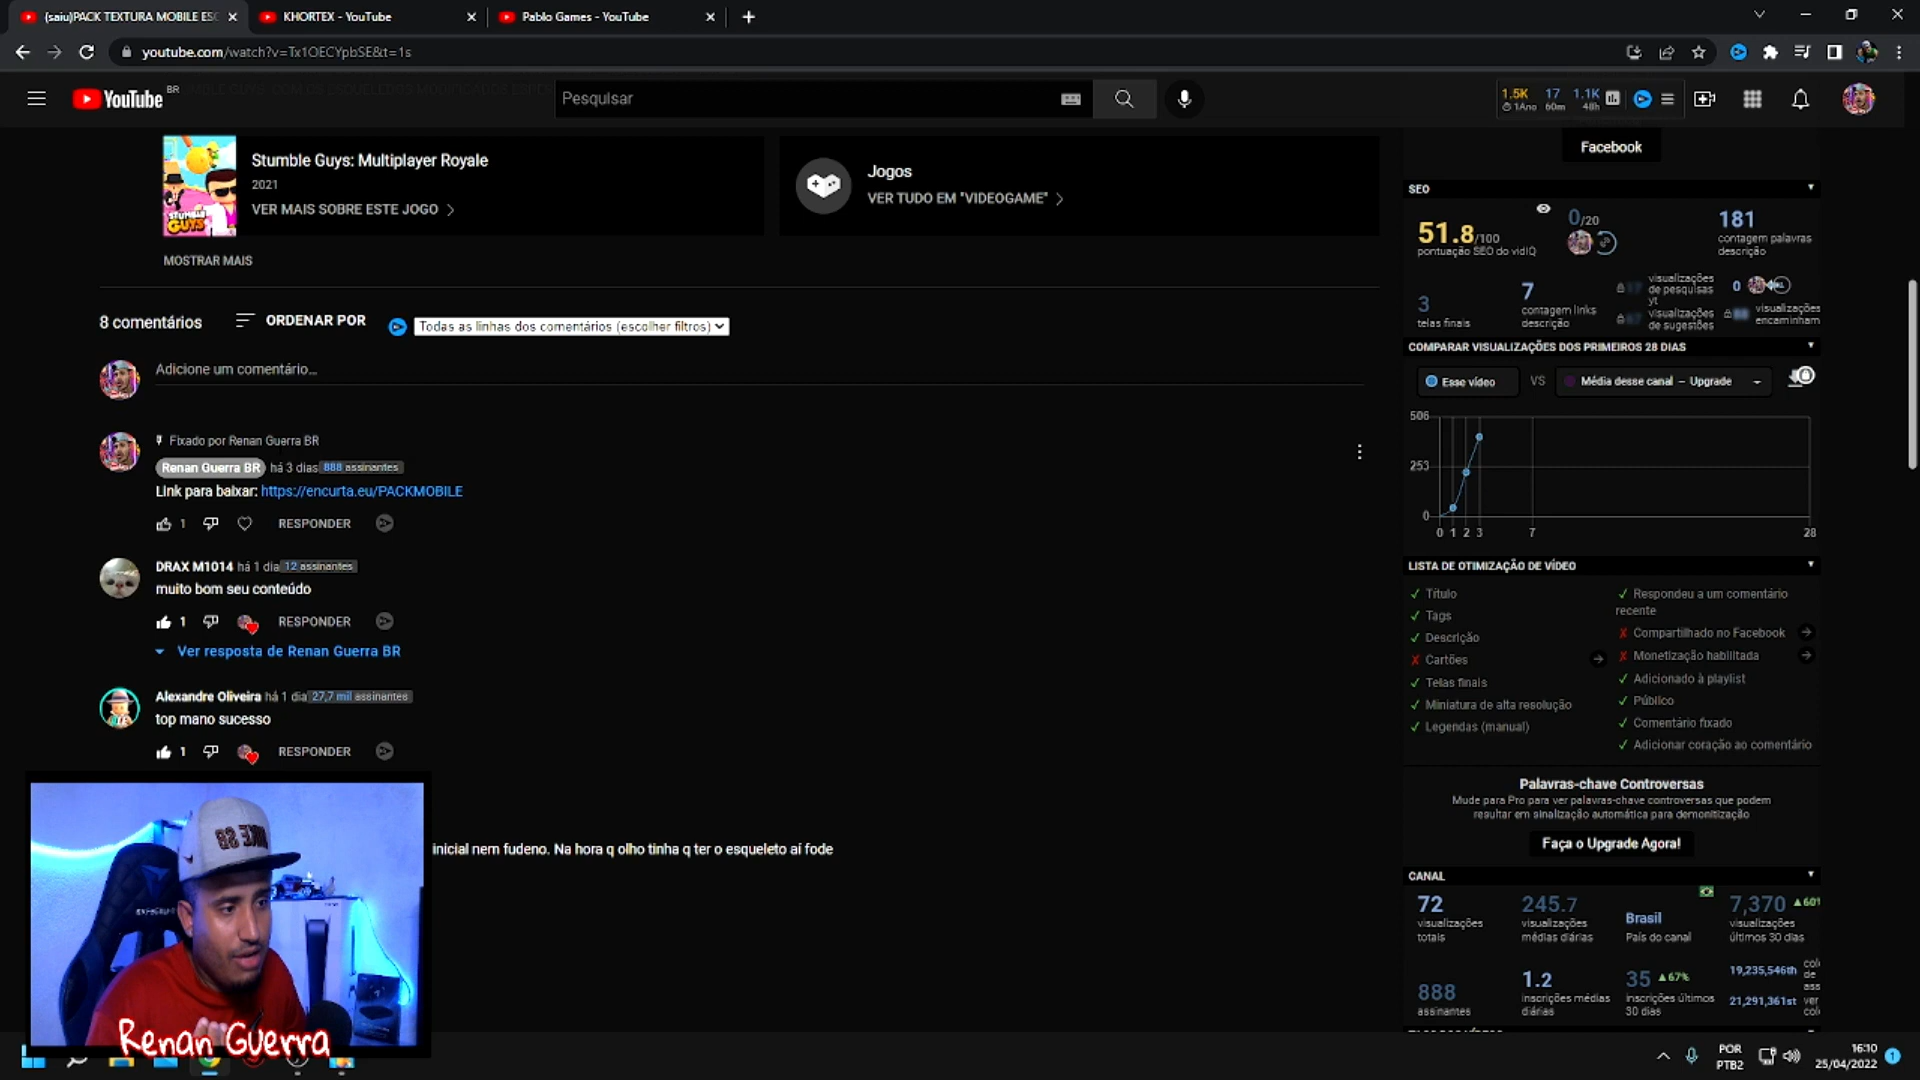 (saiu)PACK TEXTURA MOBILE ESC
KHORTEX - YouTube
Pablo Games - YouTube
youtube.com/watch?v=Tx1OECYpbSE&t=1s
YouTube BR
Pesquisar
1.5K 17 1.1K
1Ano 60m 48h
Stumble Guys: Multiplayer Royale
2021
VER MAIS SOBRE ESTE JOGO
STUMBLE GUYS
Jogos
VER TUDO EM "VIDEOGAME"
MOSTRAR MAIS
8 comentários
ORDENAR POR
Todas as linhas dos comentários (escolher filtros)
Adicione um comentário...
Fixado por Renan Guerra BR
Renan Guerra BR há 3 dias 888 assinantes
Link para baixar: https://encurta.eu/PACKMOBILE
1 RESPONDER
DRAX M1014 há 1 dia 12 assinantes
muito bom seu conteúdo
1 RESPONDER
Ver resposta de Renan Guerra BR
Alexandre Oliveira há 1 dia 27,7 mil assinantes
top mano sucesso
1 RESPONDER
inicial nem fudeno. Na hora q olho tinha q ter o esqueleto aí fode
Renan Guerra
Facebook
SEO
51.8/100
pontuação SEO do vidIQ
0/20
181
contagem palavras
descrição
3
telas finais
7
contagem links
descrição
visualizações
de pesquisas
yt
visualizações
de sugestões
0
visualizações
encaminham
COMPARAR VISUALIZAÇÕES DOS PRIMEIROS 28 DIAS
Esse vídeo VS Média desse canal – Upgrade
506
253
0
0 1 2 3 7 28
LISTA DE OTIMIZAÇÃO DE VÍDEO
Título
Tags
Descrição
Cartões
Telas finais
Miniatura de alta resolução
Legendas (manual)
Respondeu a um comentário
recente
Compartilhado no Facebook
Monetização habilitada
Adicionado à playlist
Público
Comentário fixado
Adicionar coração ao comentário
Palavras-chave Controversas
Mude para Pro para ver palavras-chave controversas que podem
resultar em sinalização automática para demonitização
Faça o Upgrade Agora!
CANAL
72
visualizações
totais
245.7
visualizações
médias diárias
Brasil
País do canal
7,370 ▲601
visualizações
últimos 30 dias
888
assinantes
1.2
inscrições médias
diárias
35 ▲67%
inscrições últimos
30 dias
19,235,546th
21,291,361st
POR
PTB2
16:10
25/04/2022
1